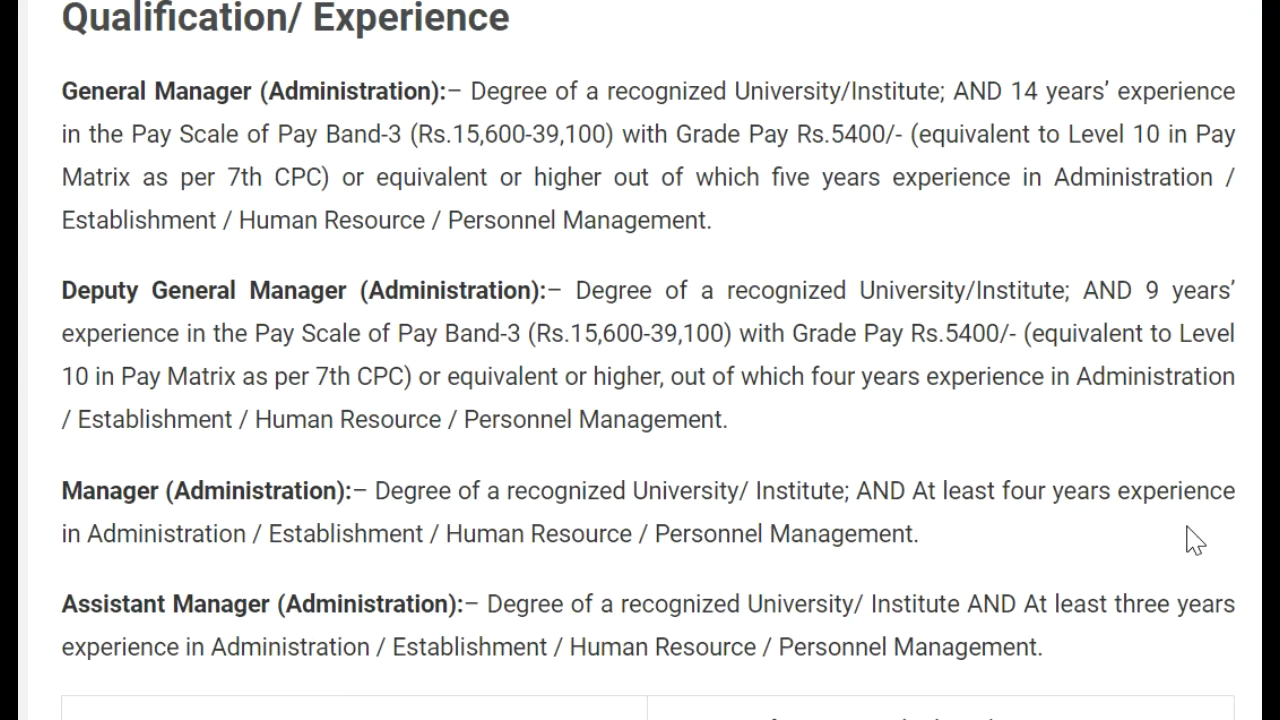 Qualification/ Experience
General Manager (Administration):– Degree of a recognized University/Institute; AND 14 years’ experience
in the Pay Scale of Pay Band-3 (Rs.15,600-39,100) with Grade Pay Rs.5400/- (equivalent to Level 10 in Pay
Matrix as per 7th CPC) or equivalent or higher out of which five years experience in Administration /
Establishment / Human Resource / Personnel Management.
Deputy General Manager (Administration):– Degree of a recognized University/Institute; AND 9 years’
experience in the Pay Scale of Pay Band-3 (Rs.15,600-39,100) with Grade Pay Rs.5400/- (equivalent to Level
10 in Pay Matrix as per 7th CPC) or equivalent or higher, out of which four years experience in Administration
/ Establishment / Human Resource / Personnel Management.
Manager (Administration):– Degree of a recognized University/ Institute; AND At least four years experience
in Administration / Establishment / Human Resource / Personnel Management.
Assistant Manager (Administration):– Degree of a recognized University/ Institute AND At least three years
experience in Administration / Establishment / Human Resource / Personnel Management.